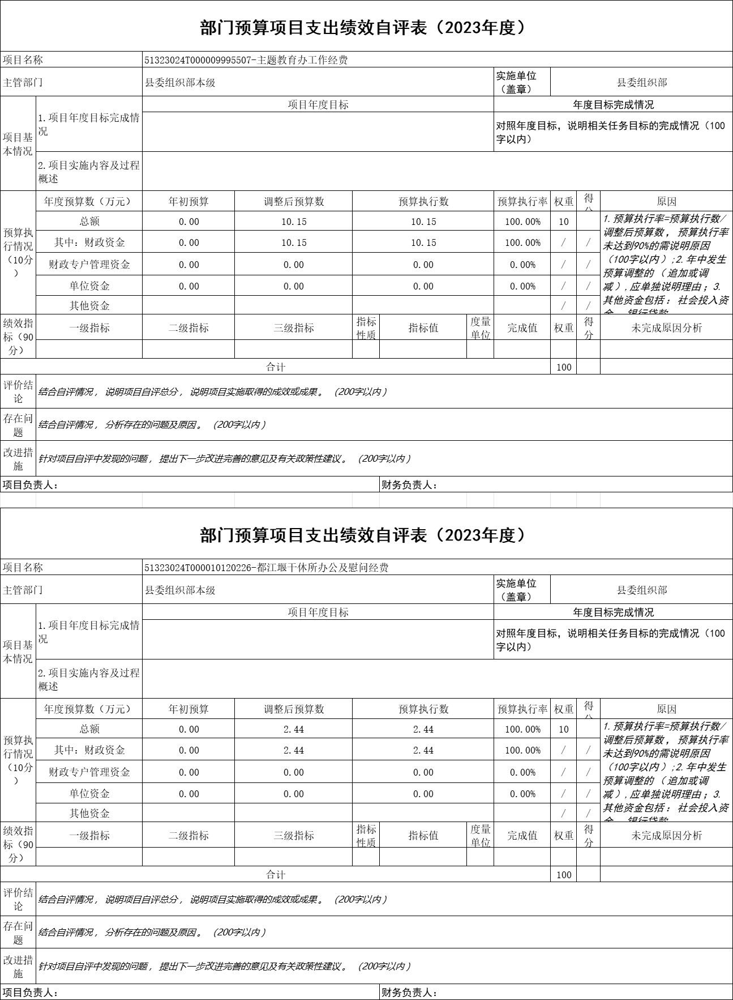 部门预算项目支出绩效自评表（2023年度）
项目名称 51323024T000009995507-主题教育办工作经费
主管部门 县委组织部本级 实施单位（盖章） 县委组织部
项目基本情况 1.项目年度目标完成情况 项目年度目标 年度目标完成情况
对照年度目标，说明相关任务目标的完成情况（100字以内）
2.项目实施内容及过程概述
预算执行情况（10分） 年度预算数（万元） 年初预算 调整后预算数 预算执行数 预算执行率 权重 得 原因
总额 0.00 10.15 10.15 100.00% 10
其中：财政资金 0.00 10.15 10.15 100.00% / /
财政专户管理资金 0.00 0.00 0.00 0.00% / /
单位资金 0.00 0.00 0.00 0.00% / /
其他资金 / /
1.预算执行率=预算执行数/
调整后预算数，预算执行率
未达到90%的需说明原因
（100字以内）;2.年中发生
预算调整的（追加或调
减）,应单独说明理由；3.
其他资金包括：社会投入资
金、银行贷款
绩效指标（90分） 一级指标 二级指标 三级指标 指标性质 指标值 度量单位 完成值 权重 得分 未完成原因分析
合计 100
评价结论 结合自评情况，说明项目自评总分，说明项目实施取得的成效或成果。（200字以内）
存在问题 结合自评情况，分析存在的问题及原因。（200字以内）
改进措施 针对项目自评中发现的问题，提出下一步改进完善的意见及有关政策性建议。（200字以内）
项目负责人： 财务负责人：
部门预算项目支出绩效自评表（2023年度）
项目名称 51323024T000010120226-都江堰干休所办公及慰问经费
主管部门 县委组织部本级 实施单位（盖章） 县委组织部
项目基本情况 1.项目年度目标完成情况 项目年度目标 年度目标完成情况
对照年度目标，说明相关任务目标的完成情况（100字以内）
2.项目实施内容及过程概述
预算执行情况（10分） 年度预算数（万元） 年初预算 调整后预算数 预算执行数 预算执行率 权重 得 原因
总额 0.00 2.44 2.44 100.00% 10
其中：财政资金 0.00 2.44 2.44 100.00% / /
财政专户管理资金 0.00 0.00 0.00 0.00% / /
单位资金 0.00 0.00 0.00 0.00% / /
其他资金 / /
1.预算执行率=预算执行数/
调整后预算数，预算执行率
未达到90%的需说明原因
（100字以内）;2.年中发生
预算调整的（追加或调
减）,应单独说明理由；3.
其他资金包括：社会投入资
金、银行贷款
绩效指标（90分） 一级指标 二级指标 三级指标 指标性质 指标值 度量单位 完成值 权重 得分 未完成原因分析
合计 100
评价结论 结合自评情况，说明项目自评总分，说明项目实施取得的成效或成果。（200字以内）
存在问题 结合自评情况，分析存在的问题及原因。（200字以内）
改进措施 针对项目自评中发现的问题，提出下一步改进完善的意见及有关政策性建议。（200字以内）
项目负责人： 财务负责人：